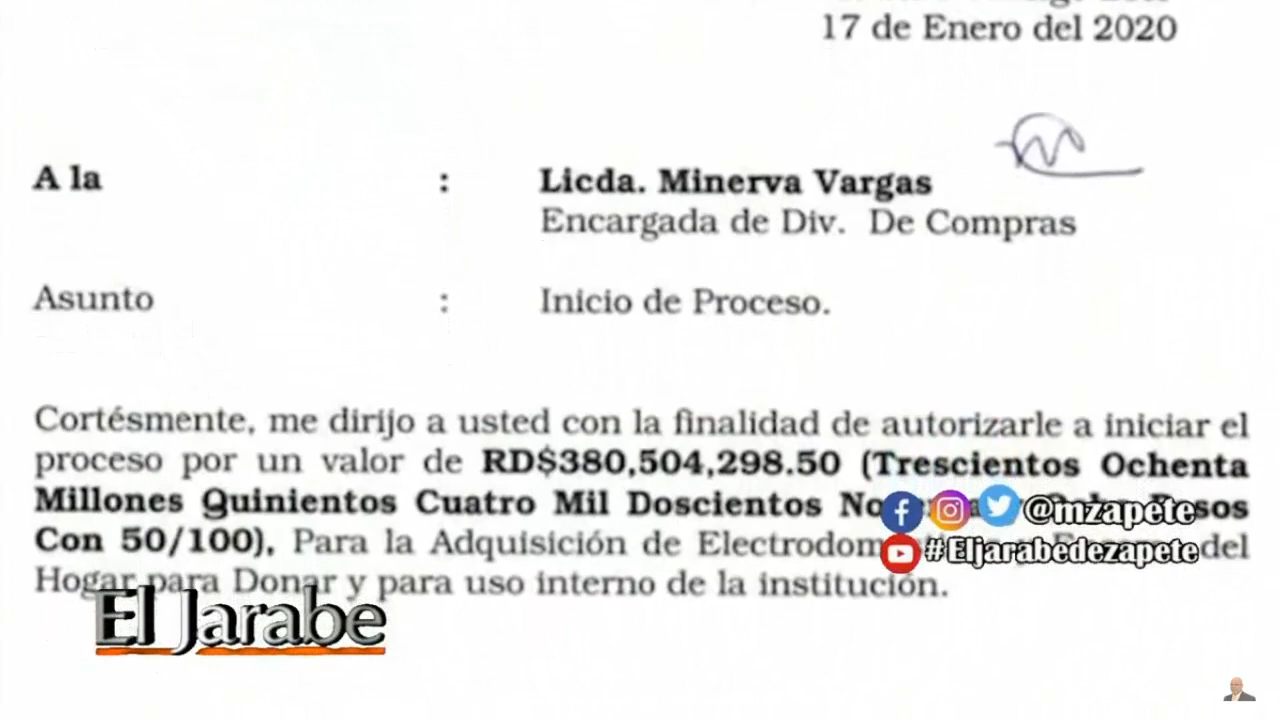 17 de Enero del 2020
A la : Licda. Minerva Vargas
Encargada de Div. De Compras
Asunto : Inicio de Proceso.
Cortésmente, me dirijo a usted con la finalidad de autorizarle a iniciar el
proceso por un valor de RD$380,504,298.50 (Trescientos Ochenta
Millones Quinientos Cuatro Mil Doscientos
Con 50/100), Para la Adquisición de del
Hogar para Donar y para uso interno de la institución.
@mzapete
#Eljarabedezapete
El Jarabe